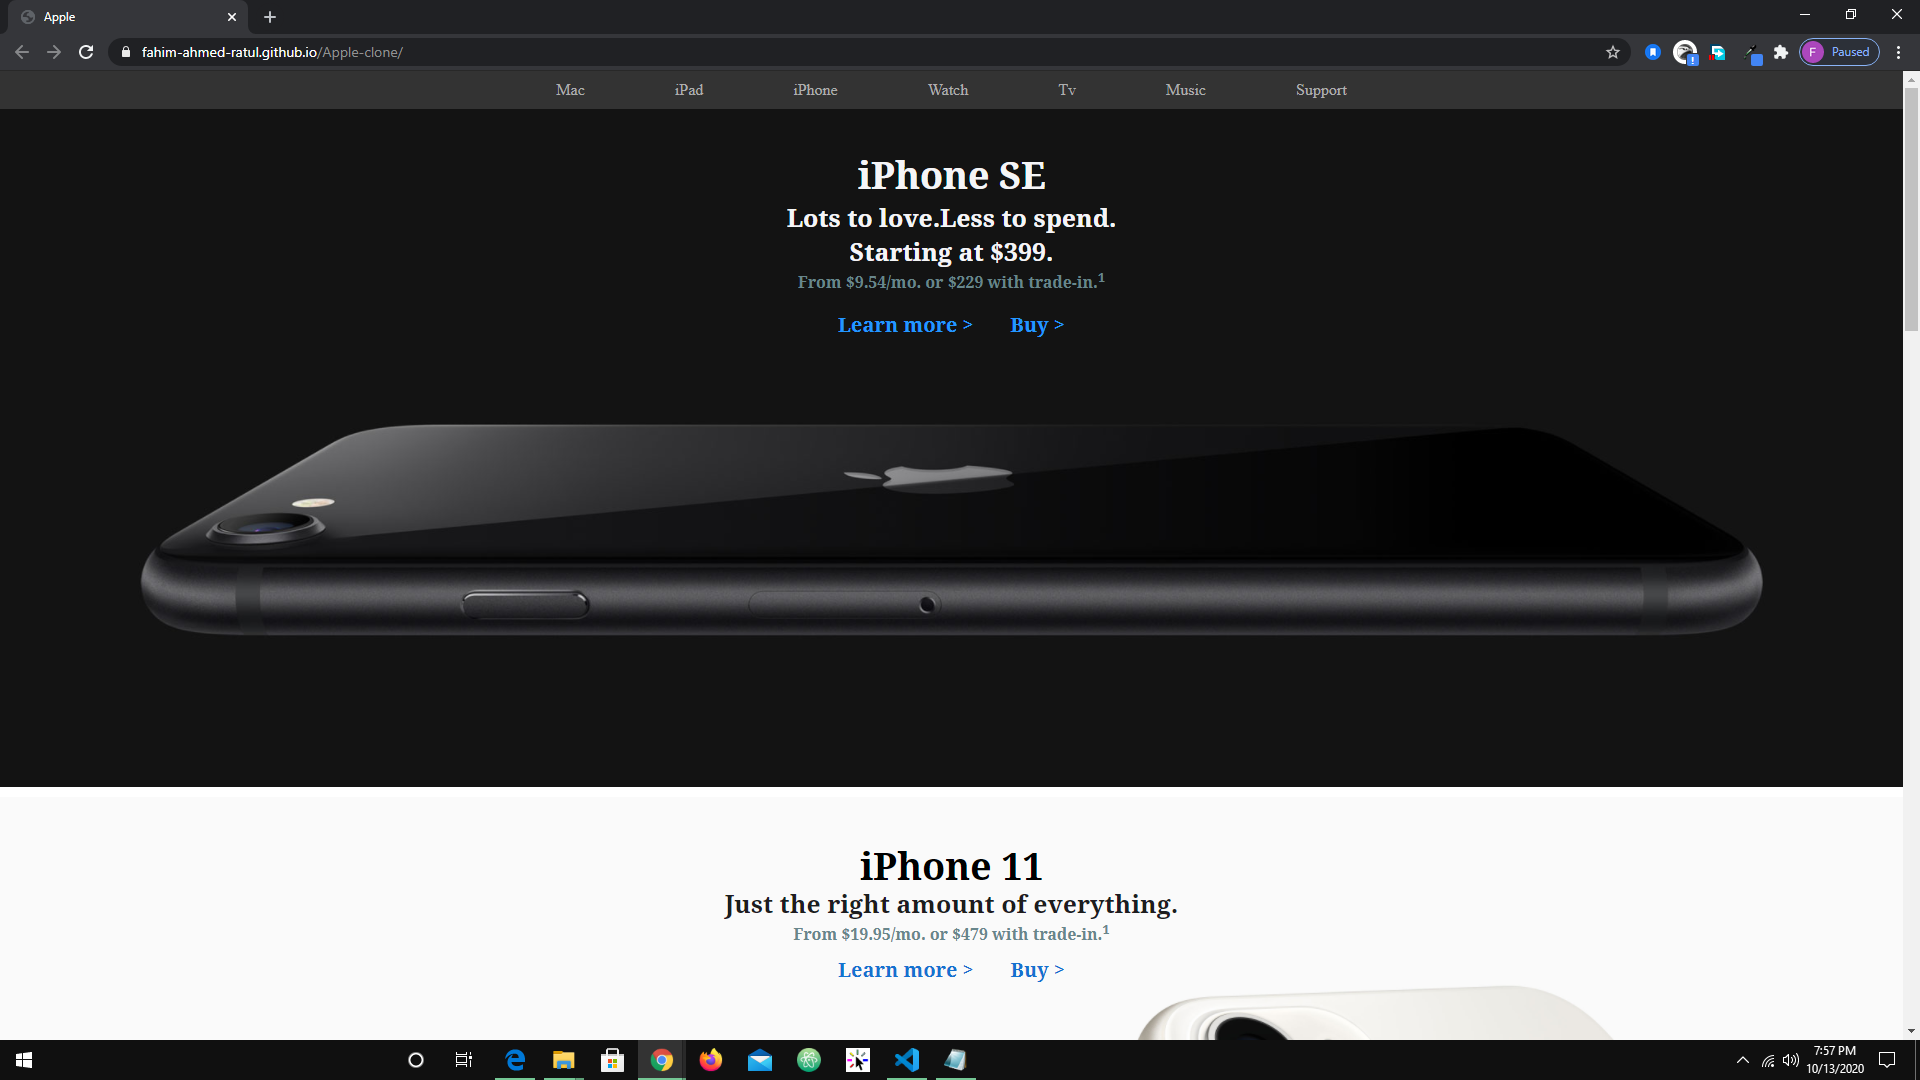 Apple
fahim-ahmed-ratul.github.io/Apple-clone/
F Paused
Mac iPad iPhone Watch Tv Music Support
iPhone SE
Lots to love.Less to spend.
Starting at $399.
From $9.54/mo. or $229 with trade-in.1
Learn more > Buy >
iPhone 11
Just the right amount of everything.
From $19.95/mo. or $479 with trade-in.1
Learn more > Buy >
7:57 PM
10/13/2020